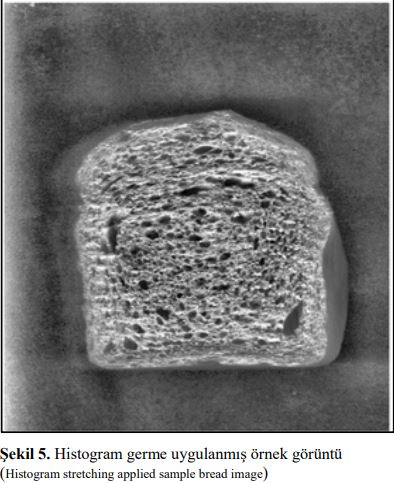 Şekil 5. Histogram germe uygulanmış örnek görüntü
(Histogram stretching applied sample bread image)